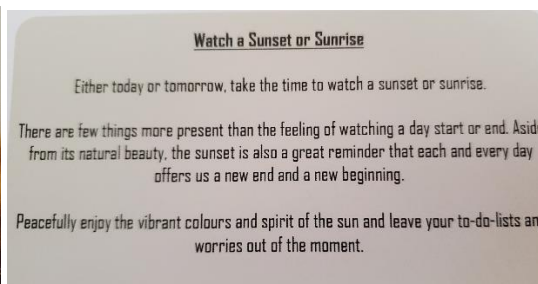 Watch a Sunset or Sunrise
Either today or tomorrow, take the time to watch a sunset or sunrise.
There are few things more present than the feeling of watching a day start or end.
from its natural beauty, the sunset is also a great reminder that each and every day
offers us a new end and a new beginning.
Peacefully enjoy the vibrant colours and spirit of the sun and leave your to-do-lists
worries out of the moment.